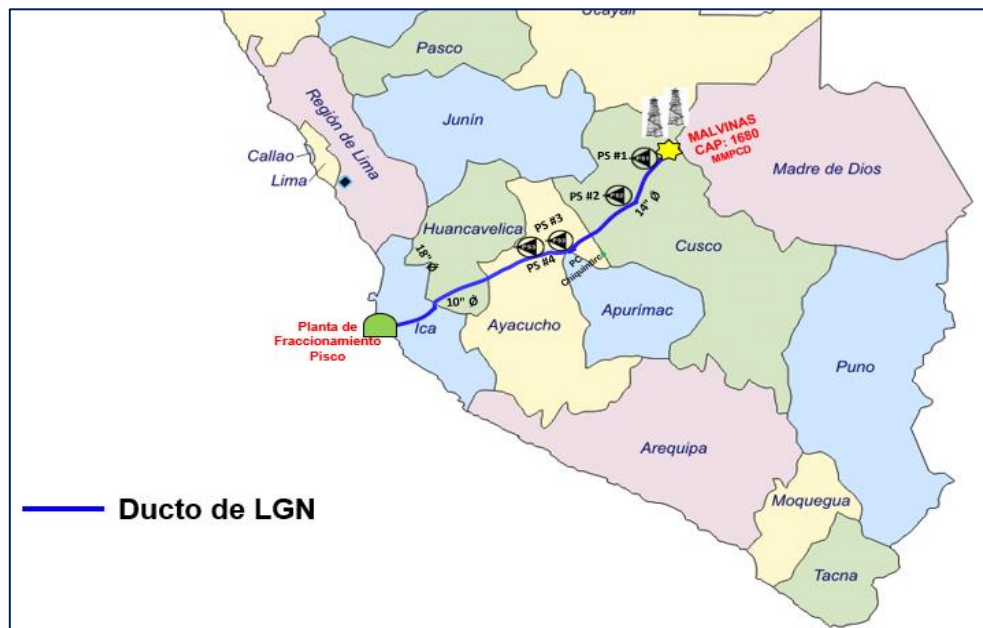 Ucayali
Pasco
Región de Lima
Junín
Callao
Lima
MALVINAS
CAP: 1680
MMPCD
PS #1
PS #2
14" Ø
Madre de Dios
Huancavelica
PS #3
PS #4
18" Ø
PC
Chiquintirca
Cusco
10" Ø
Planta de
Fraccionamiento
Pisco
Ica
Ayacucho
Apurímac
Puno
Arequipa
Ducto de LGN
Moquegua
Tacna